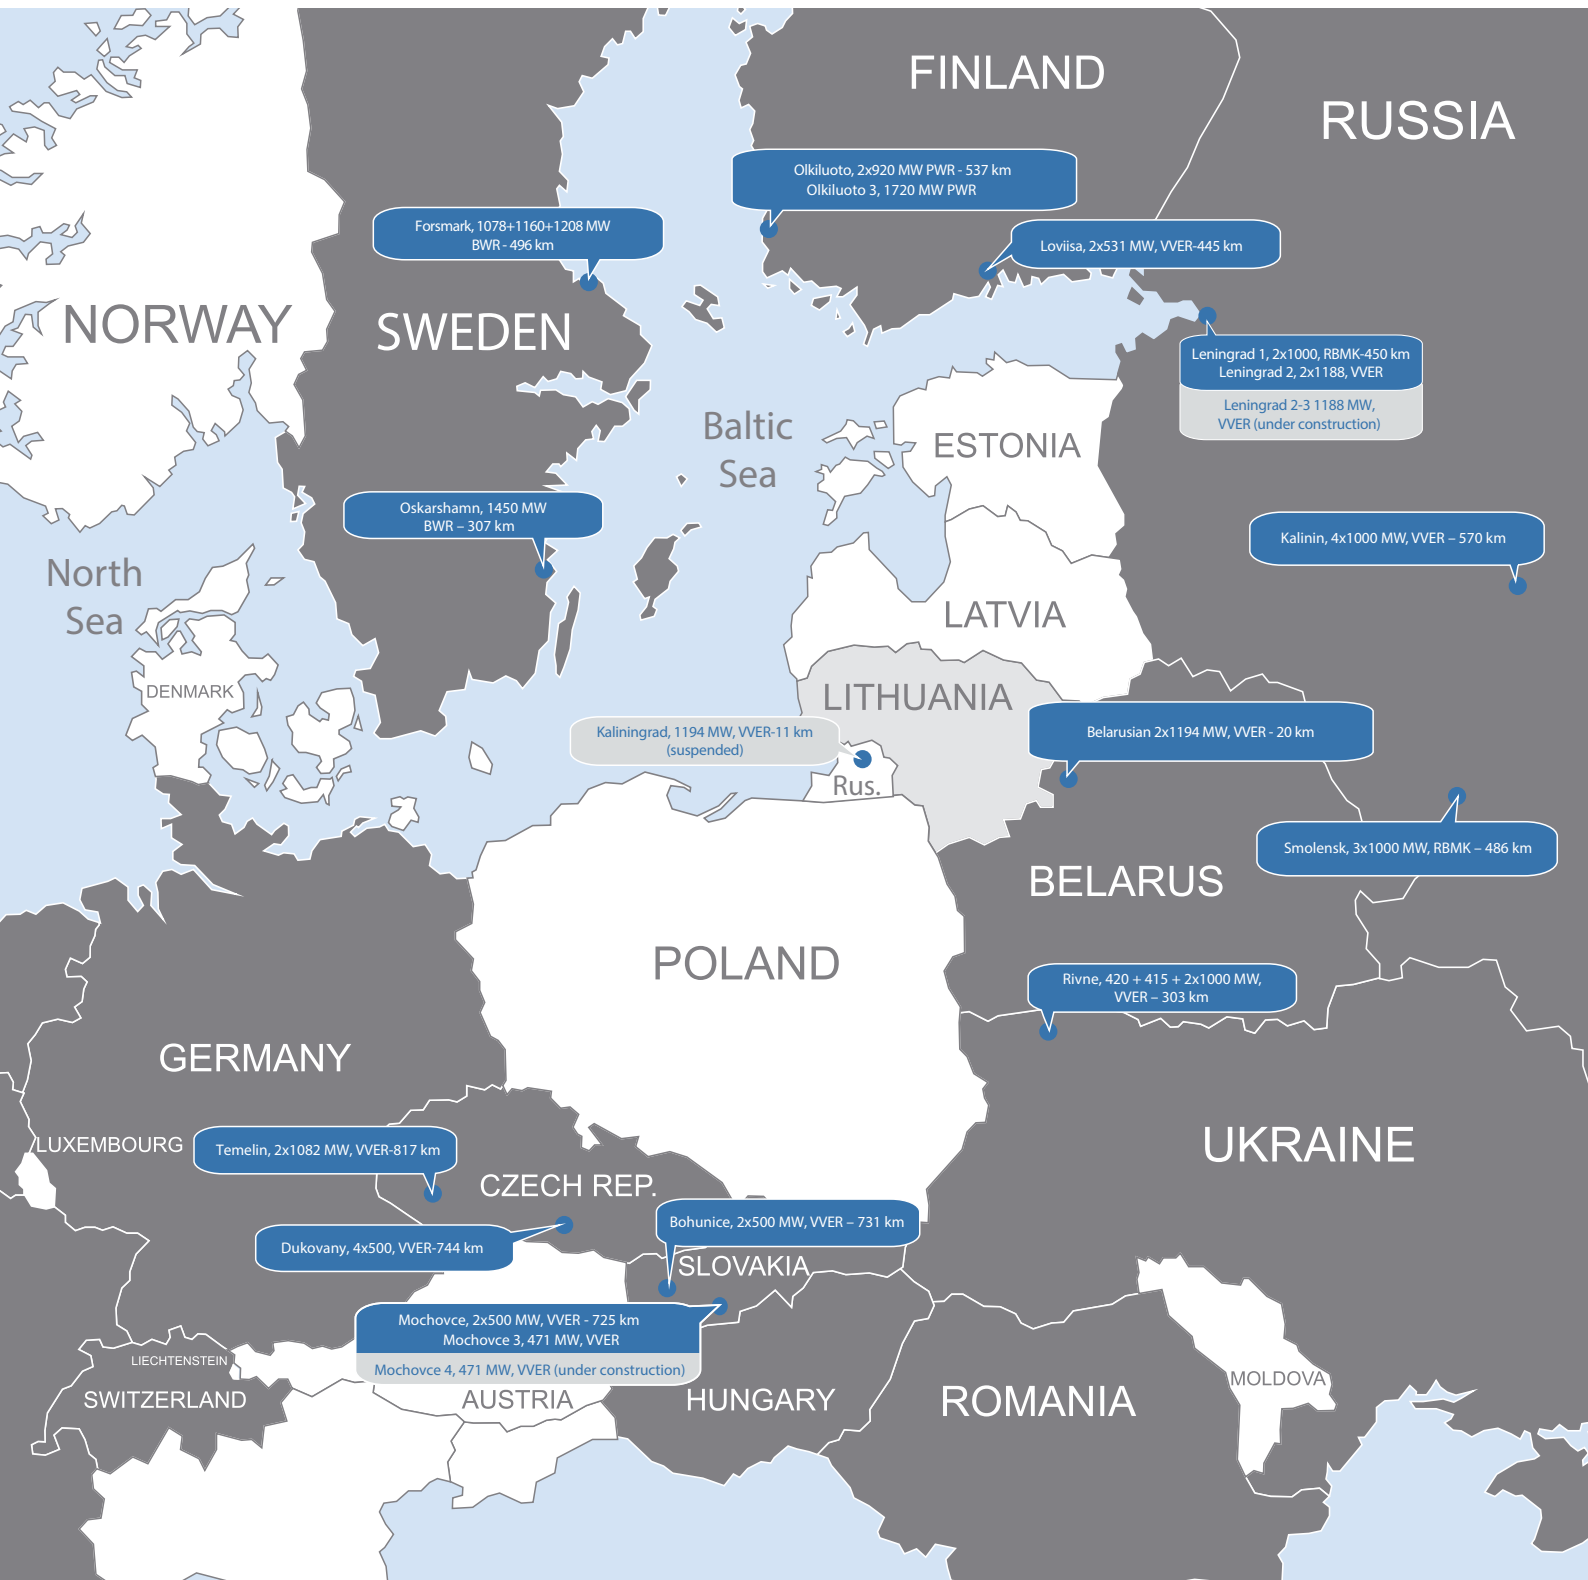 FINLAND
RUSSIA
Olkiluoto, 2x920 MW PWR - 537 km
Olkiluoto 3, 1720 MW PWR
Forsmark, 1078+1160+1208 MW
BWR - 496 km
Loviisa, 2x531 MW, VVER-445 km
NORWAY
SWEDEN
Leningrad 1, 2x1000, RBMK-450 km
Leningrad 2, 2x1188, VVER
Leningrad 2-3 1188 MW,
VVER (under construction)
Baltic
Sea
ESTONIA
Oskarshamn, 1450 MW
BWR – 307 km
Kalinin, 4x1000 MW, VVER – 570 km
North
Sea
LATVIA
DENMARK
LITHUANIA
Kaliningrad, 1194 MW, VVER-11 km
(suspended)
Belarusian 2x1194 MW, VVER - 20 km
Rus.
Smolensk, 3x1000 MW, RBMK – 486 km
BELARUS
POLAND
Rivne, 420 + 415 + 2x1000 MW,
VVER – 303 km
GERMANY
LUXEMBOURG
Temelin, 2x1082 MW, VVER-817 km
UKRAINE
CZECH REP.
Bohunice, 2x500 MW, VVER – 731 km
Dukovany, 4x500, VVER-744 km
SLOVAKIA
Mochovce, 2x500 MW, VVER - 725 km
Mochovce 3, 471 MW, VVER
Mochovce 4, 471 MW, VVER (under construction)
LIECHTENSTEIN
SWITZERLAND
AUSTRIA
HUNGARY
ROMANIA
MOLDOVA